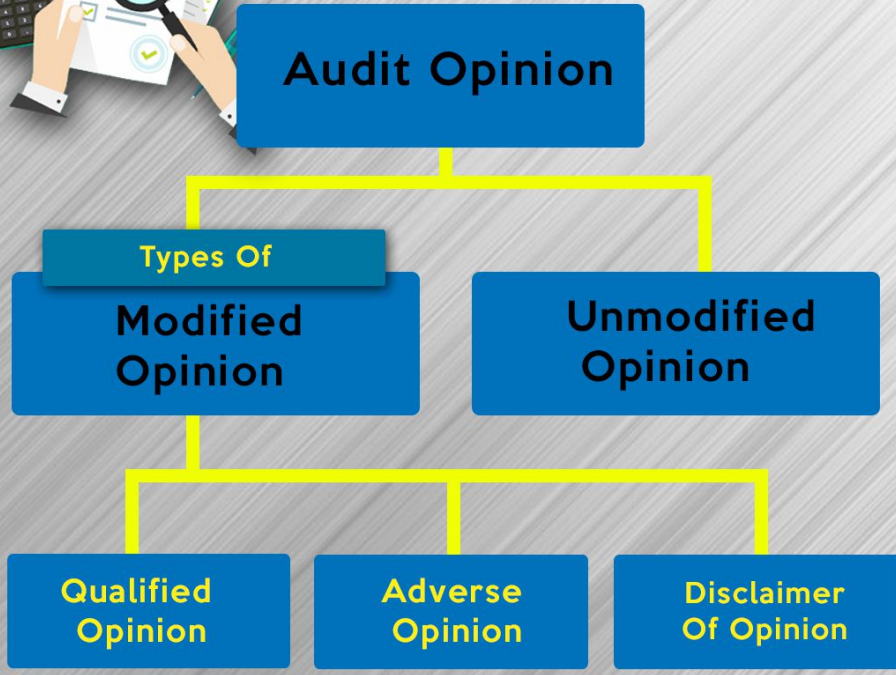 Audit Opinion
Types Of
Modified
Opinion
Unmodified
Opinion
Qualified
Opinion
Adverse
Opinion
Disclaimer
Of Opinion